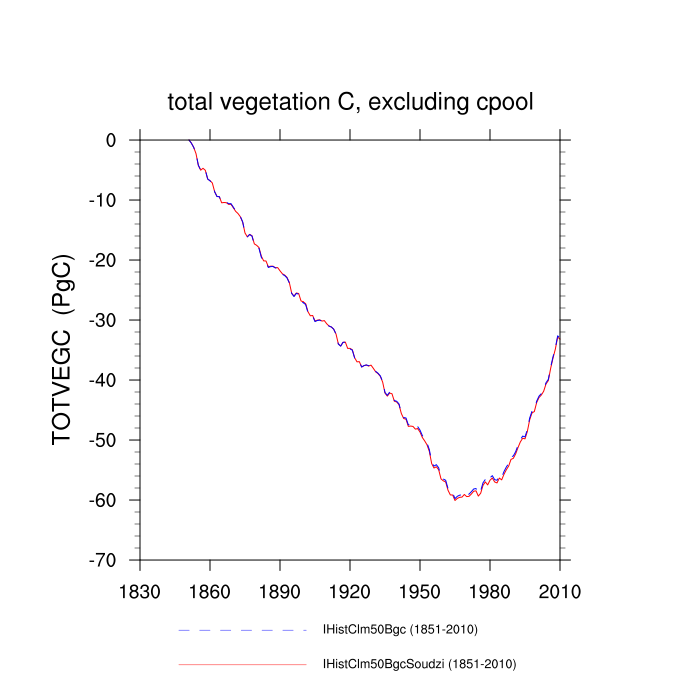 total vegetation C, excluding cpool
TOTVEGC (PgC)
0
-10
-20
-30
-40
-50
-60
-70
1830 1860 1890 1920 1950 1980 2010
IHistClm50Bgc (1851-2010)
IHistClm50BgcSoudzi (1851-2010)